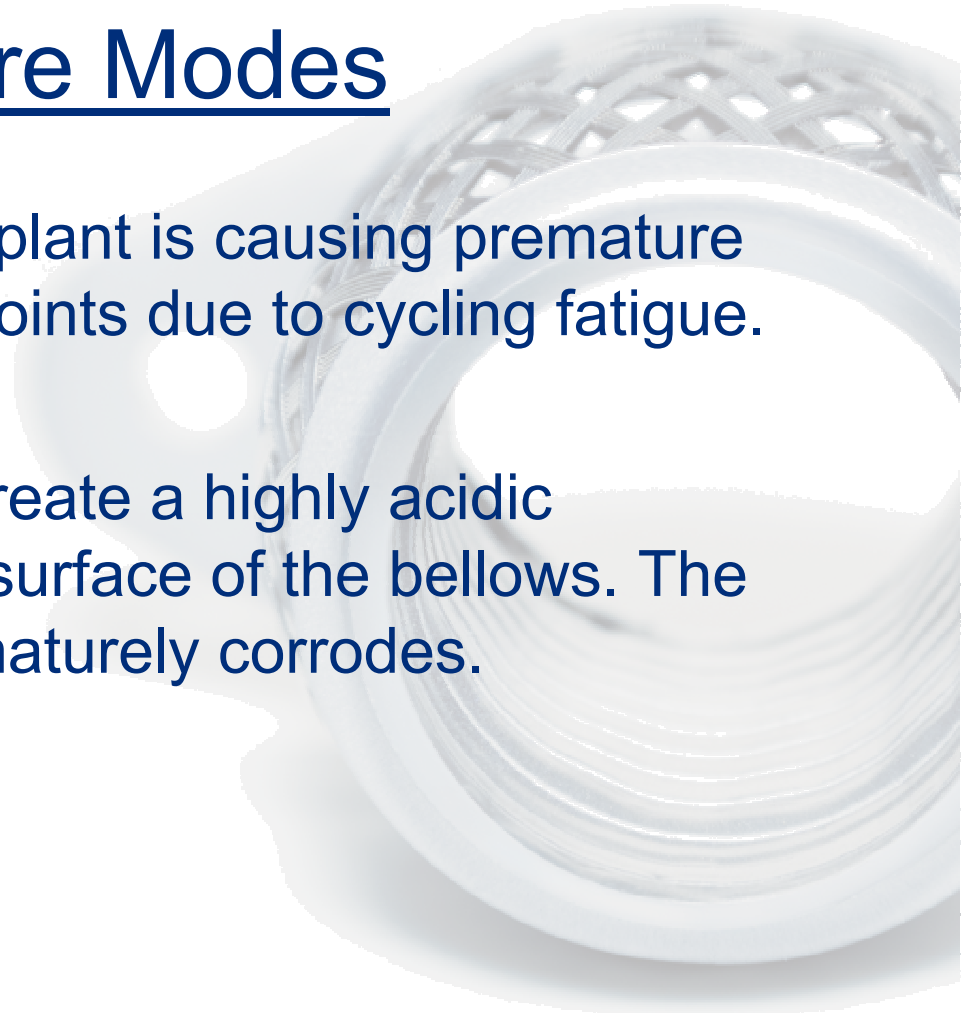 re Modes
plant is causing premature
oints due to cycling fatigue.
reate a highly acidic
surface of the bellows. The
naturely corrodes.